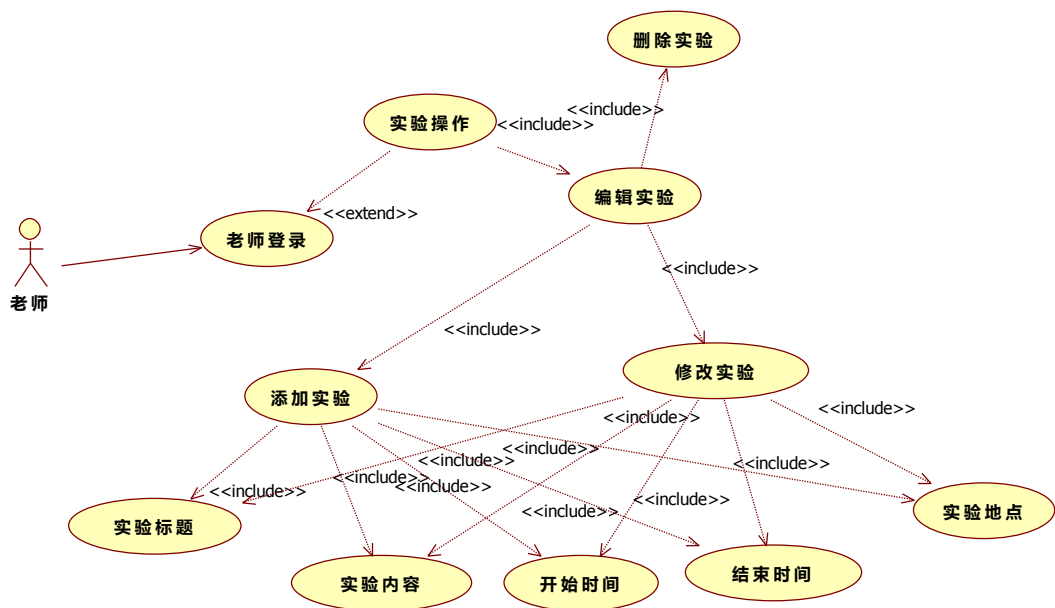 删除实验
<<include>>
实验操作
<<include>>
编辑实验
<<extend>>
老师登录
<<include>>
老师
<<include>>
修改实验
添加实验
<<include>>
<<include>>
<<include>>
<<include>>
<<include>>
<<include>>
<<include>>
<<include>>
<<include>>
<<include>>
实验标题
实验地点
实验内容
开始时间
结束时间